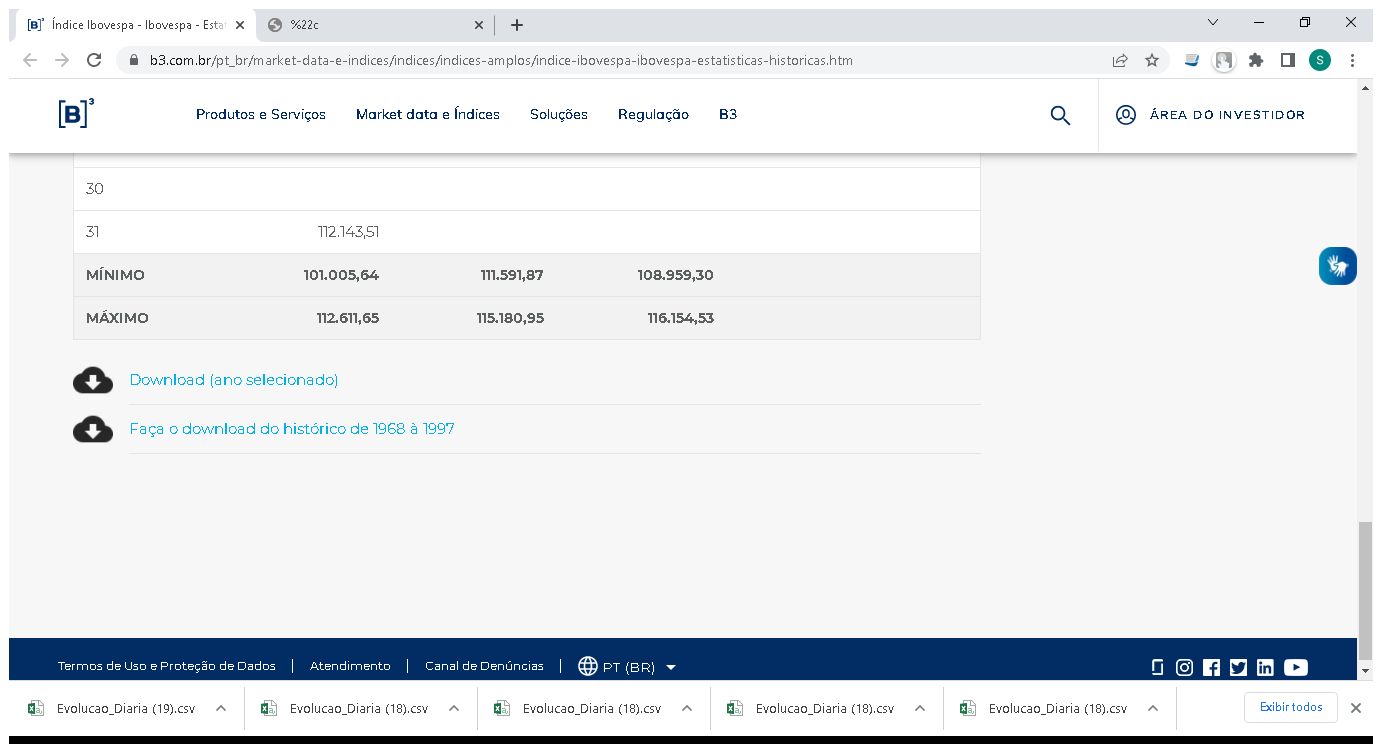 [B]³ Índice Ibovespa - Ibovespa - Estat
%22c
b3.com.br/pt_br/market-data-e-indices/indices/indices-amplos/indice-ibovespa-ibovespa-estatisticas-historicas.htm
S
[B]³ Produtos e Serviços Market data e Índices Soluções Regulação B3 ÁREA DO INVESTIDOR
30
31 112.143,51
MÍNIMO 101.005,64 111.591,87 108.959,30
MÁXIMO 112.611,65 115.180,95 116.154,53
Download (ano selecionado)
Faça o download do histórico de 1968 à 1997
Termos de Uso e Proteção de Dados | Atendimento | Canal de Denúncias | PT (BR)
Evolucao_Diaria (19).csv Evolucao_Diaria (18).csv Evolucao_Diaria (18).csv Evolucao_Diaria (18).csv Evolucao_Diaria (18).csv Exibir todos